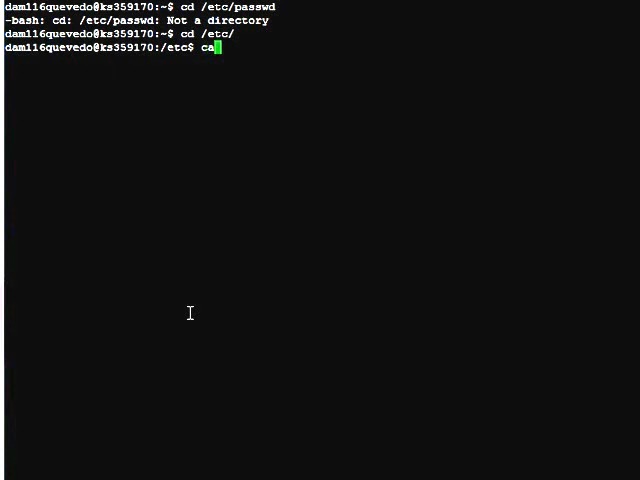 dam116quevedo@ks359170:~$ cd /etc/passwd
-bash: cd: /etc/passwd: Not a directory
dam116quevedo@ks359170:~$ cd /etc/
dam116quevedo@ks359170:/etc$ ca